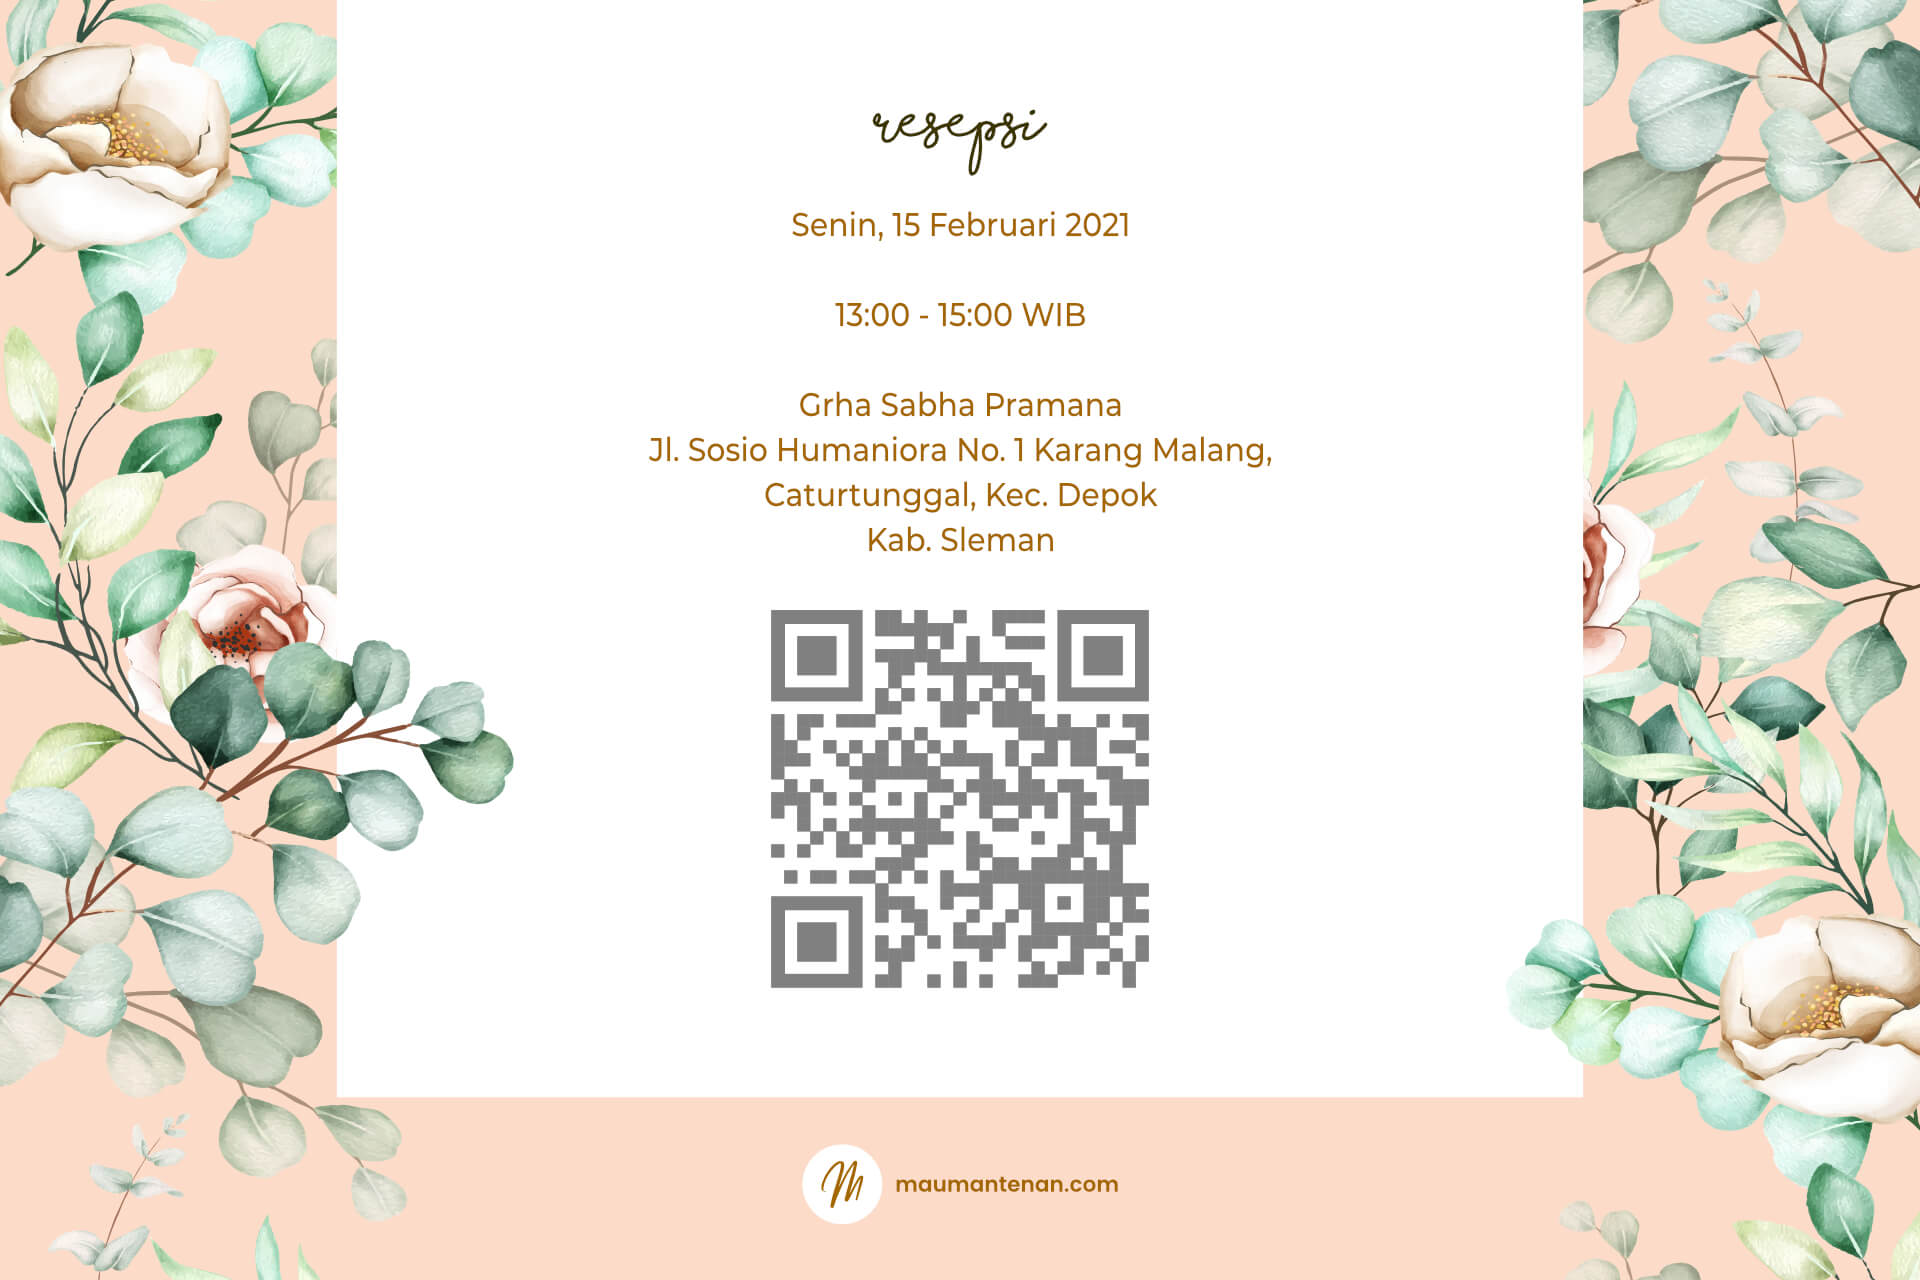 resepsi
Senin, 15 Februari 2021
13:00 - 15:00 WIB
Grha Sabha Pramana
Jl. Sosio Humaniora No. 1 Karang Malang,
Caturtunggal, Kec. Depok
Kab. Sleman
M maumantenan.com